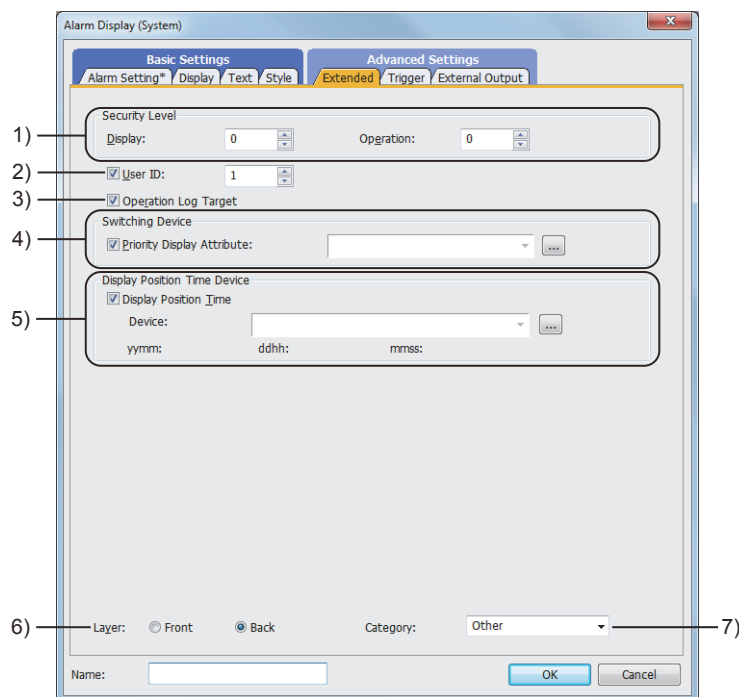 Alarm Display (System)
Basic Settings Advanced Settings
Alarm Setting* Display Text Style Extended Trigger External Output
Security Level
1) Display: 0 Operation: 0
2) User ID: 1
3) Operation Log Target
Switching Device
4) Priority Display Attribute: ...
Display Position Time Device
Display Position Time
5) Device: ...
yymm: ddhh: mmss:
6) Layer: Front Back Category: Other 7)
Name: OK Cancel